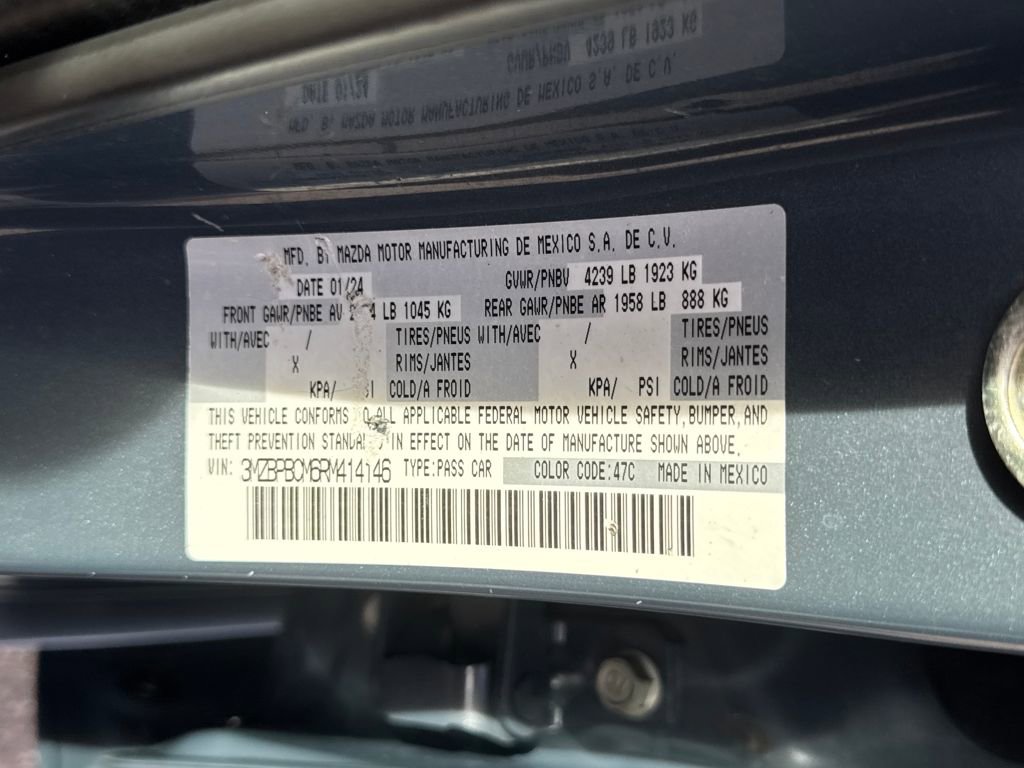 MFD. BY MAZDA MOTOR MANUFACTURING DE MEXICO S.A. DE C.V.
DATE 01/24 GVWR/PNBV 4239 LB 1923 KG
FRONT GAWR/PNBE AV LB 1045 KG REAR GAWR/PNBE AR 1958 LB 888 KG
WITH/AVEC / TIRES/PNEUS WITH/AVEC / TIRES/PNEUS
X RIMS/JANTES X RIMS/JANTES
KPA/ PSI COLD/A FROID KPA/ PSI COLD/A FROID
THIS VEHICLE CONFORMS TO ALL APPLICABLE FEDERAL MOTOR VEHICLE SAFETY, BUMPER, AND
THEFT PREVENTION STANDARDS IN EFFECT ON THE DATE OF MANUFACTURE SHOWN ABOVE.
VIN: 3MZBPBCM6RM414146 TYPE:PASS CAR COLOR CODE:47C MADE IN MEXICO